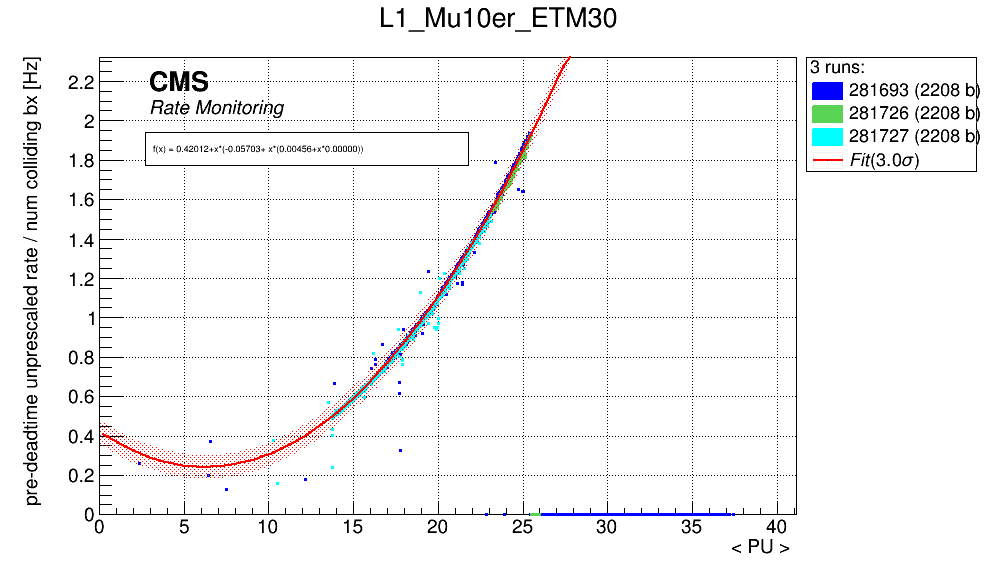 L1_Mu10er_ETM30
pre-deadtime unprescaled rate / num colliding bx [Hz]
CMS
Rate Monitoring
f(x) = 0.42012+x*(-0.05703+ x*(0.00456+x*0.00000))
2.2
2
1.8
1.6
1.4
1.2
1
0.8
0.6
0.4
0.2
0
0 5 10 15 20 25 30 35 40
< PU >
3 runs:
281693 (2208 b)
281726 (2208 b)
281727 (2208 b)
Fit(3.0σ)